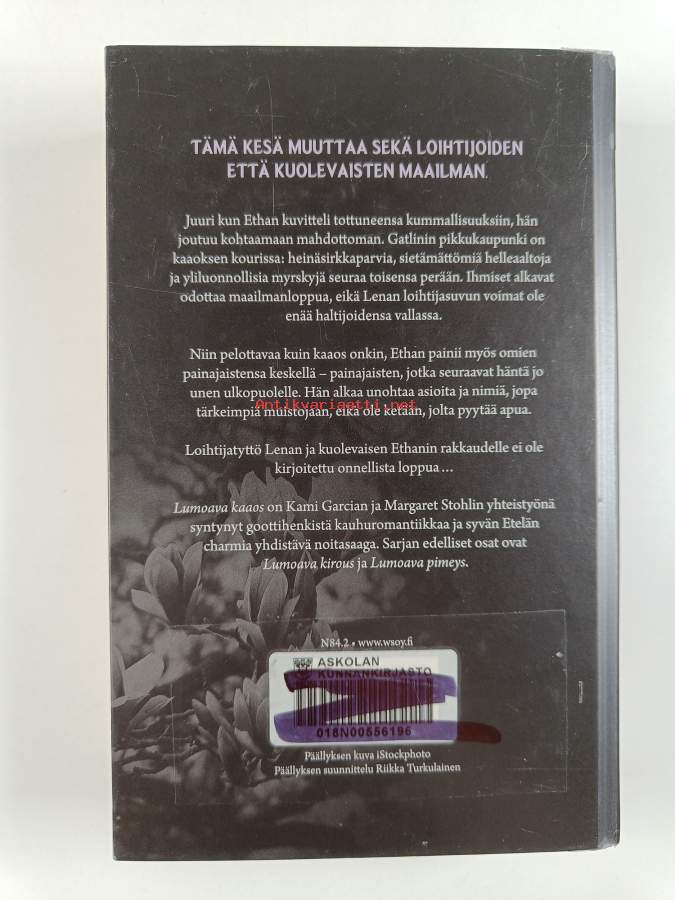 TÄMÄ KESÄ MUUTTAA SEKÄ LOIHTIJOIDEN
ETTÄ KUOLEVAISTEN MAAILMAN.
Juuri kun Ethan kuvitteli tottuneensa kummallisuuksiin, hän
joutuu kohtaamaan mahdottoman. Gatlinin pikkukaupunki on
kaaoksen kourissa: heinäsirkkaparvia, sietämättömiä helleaaltoja
ja yliluonnollisia myrskyjä seuraa toisensa perään. Ihmiset alkavat
odottaa maailmanloppua, eikä Lenan loihtijasuvun voimat ole
enää haltijoidensa vallassa.
Niin pelottavaa kuin kaaos onkin, Ethan painii myös omien
painajaistensa keskellä – painajaisten, jotka seuraavat häntä jo
unen ulkopuolelle. Hän alkaa unohtaa asioita ja nimiä, jopa
tärkeimpiä muistojaan, eikä ole ketään, jolta pyytää apua.
Antikvariaatti.net
Loihtijatyttö Lenan ja kuolevaisen Ethanin rakkaudelle ei ole
kirjoitettu onnellista loppua...
Lumoava kaaos on Kami Garcian ja Margaret Stohlin yhteistyönä
syntynyt goottihenkistä kauhuromantiikkaa ja syvän Etelän
charmia yhdistävä noitasaaga. Sarjan edelliset osat ovat
Lumoava kirous ja Lumoava pimeys.
N84.2 • www.wsoy.fi
ASKOLAN
KUNNANKIRJASTO
018N00556196
Päällyksen kuva iStockphoto
Päällyksen suunnittelu Riikka Turkulainen